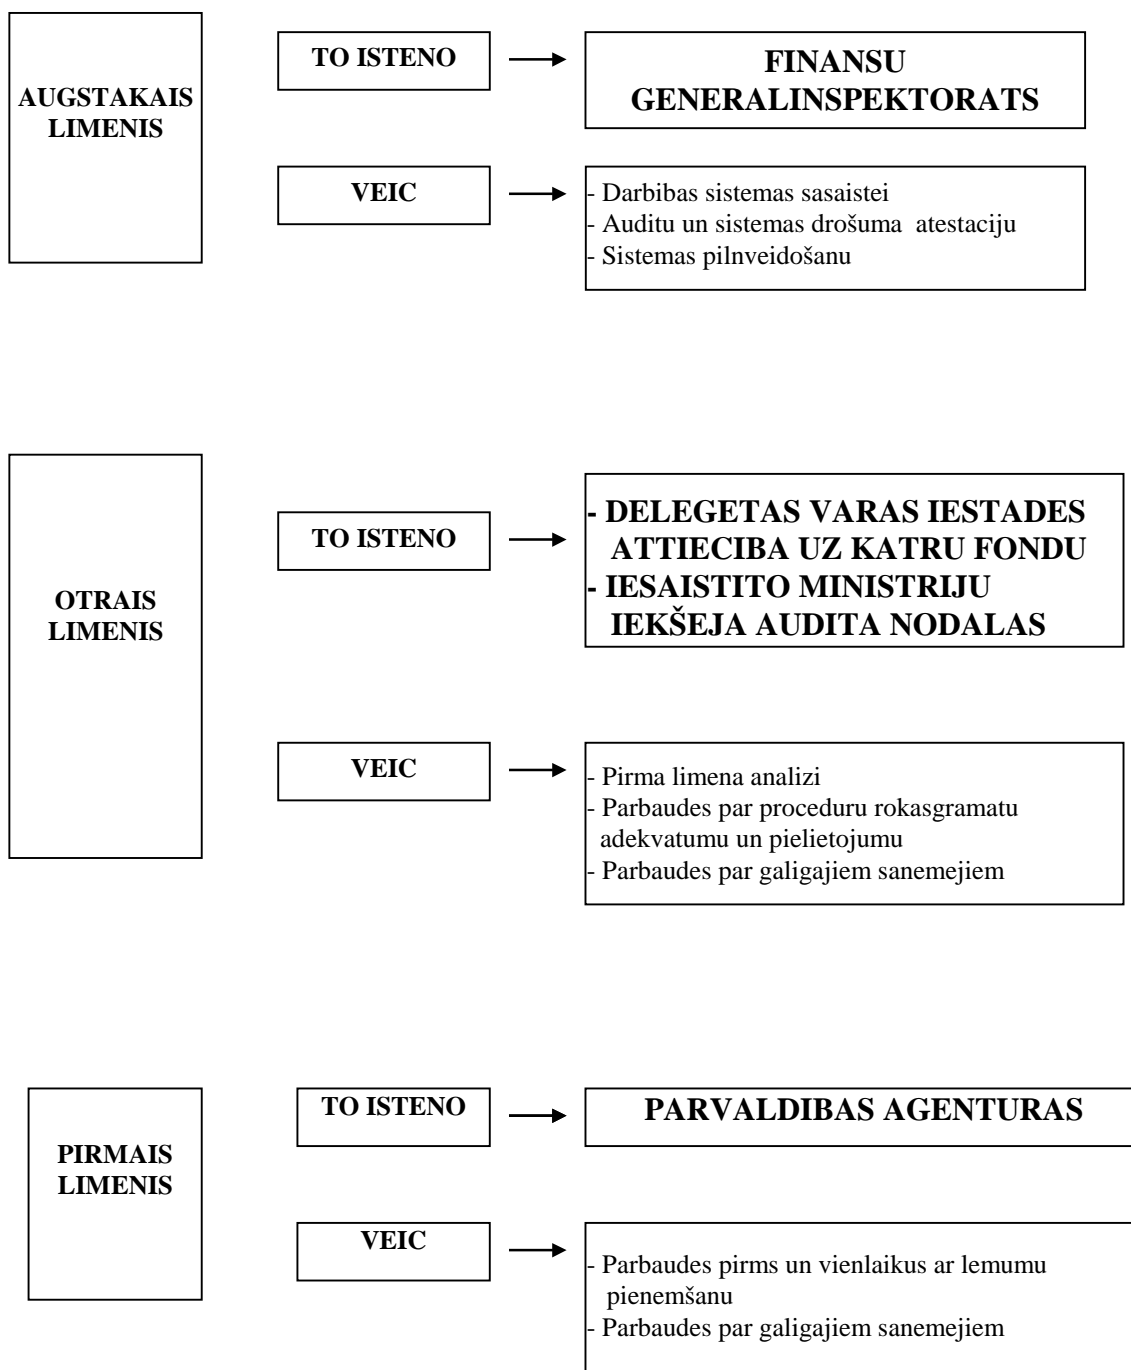 AUGSTAKAIS
LIMENIS
TO ISTENO
FINANSU
GENERALINSPEKTORATS
VEIC
- Darbibas sistemas sasaistei
- Auditu un sistemas drošuma atestaciju
- Sistemas pilnveidošanu
OTRAIS
LIMENIS
TO ISTENO
- DELEGETAS VARAS IESTADES
ATTIECIBA UZ KATRU FONDU
- IESAISTITO MINISTRIJU
IEKŠEJA AUDITA NODALAS
VEIC
- Pirma limena analizi
- Parbaudes par proceduru rokasgramatu
adekvatumu un pielietojumu
- Parbaudes par galigajiem sanemejiem
PIRMAIS
LIMENIS
TO ISTENO
PARVALDIBAS AGENTURAS
VEIC
- Parbaudes pirms un vienlaikus ar lemumu
pienemšanu
- Parbaudes par galigajiem sanemejiem